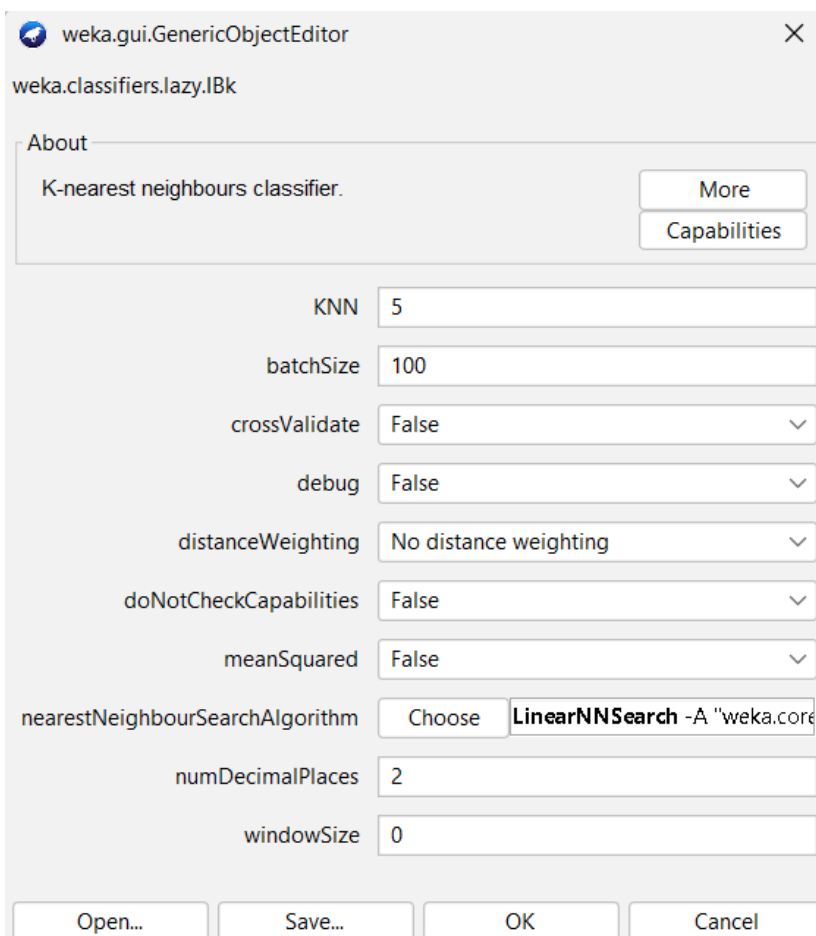 weka.gui.GenericObjectEditor
weka.classifiers.lazy.IBk
About
K-nearest neighbours classifier.
More
Capabilities
KNN 5
batchSize 100
crossValidate False
debug False
distanceWeighting No distance weighting
doNotCheckCapabilities False
meanSquared False
nearestNeighbourSearchAlgorithm Choose LinearNNSearch -A "weka.core
numDecimalPlaces 2
windowSize 0
Open... Save... OK Cancel